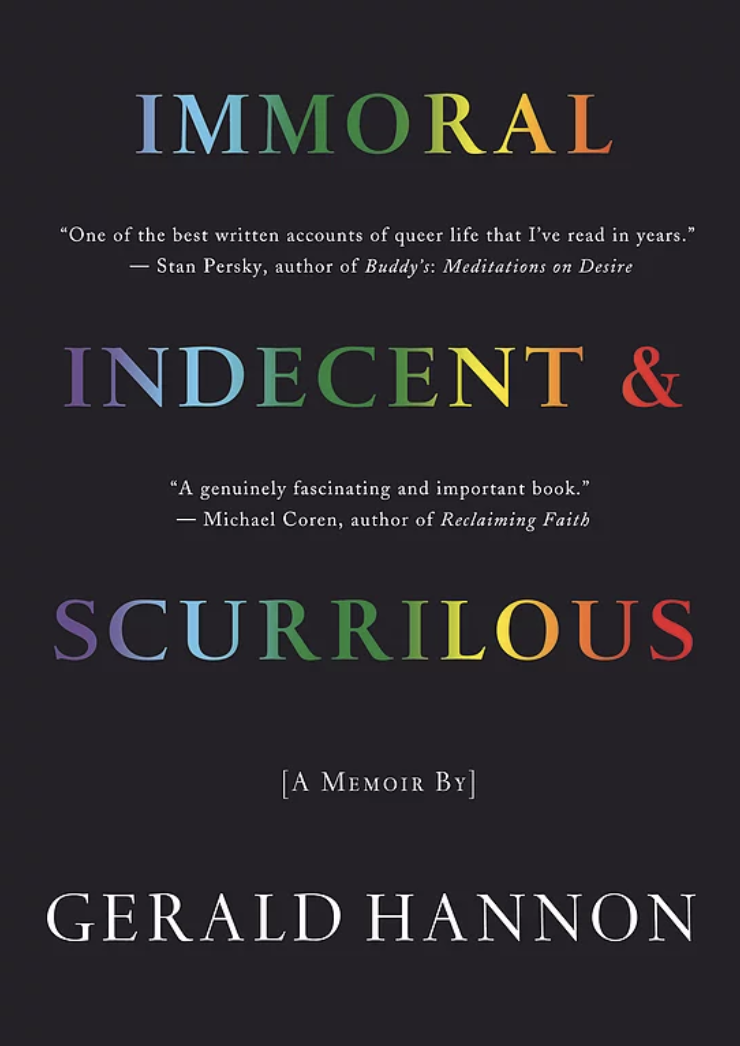 IMMORAL
“One of the best written accounts of queer life that I’ve read in years.”
— Stan Persky, author of Buddy’s: Meditations on Desire
INDECENT &
“A genuinely fascinating and important book.”
— Michael Coren, author of Reclaiming Faith
SCURRILOUS
[A MEMOIR BY]
GERALD HANNON